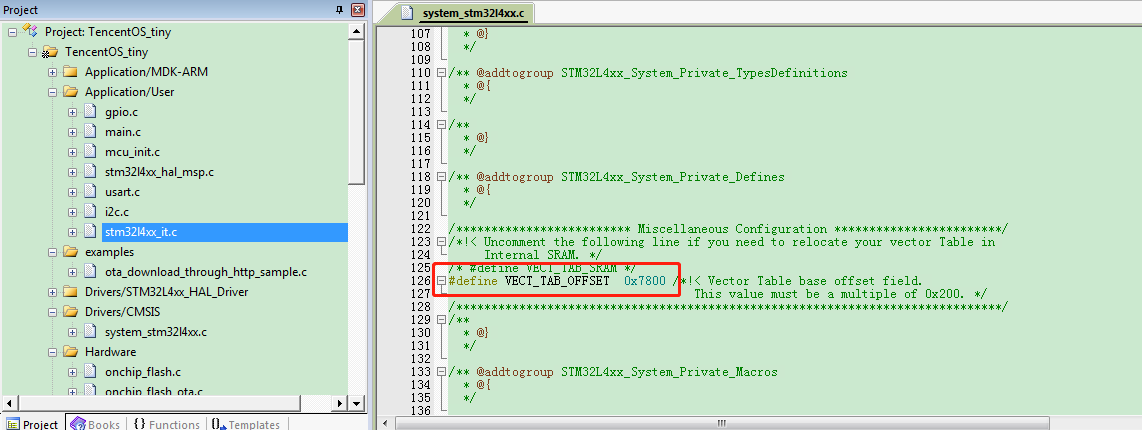 Project
Project: TencentOS_tiny
TencentOS_tiny
Application/MDK-ARM
Application/User
gpio.c
main.c
mcu_init.c
stm32l4xx_hal_msp.c
usart.c
i2c.c
stm32l4xx_it.c
examples
ota_download_through_http_sample.c
Drivers/STM32L4xx_HAL_Driver
Drivers/CMSIS
system_stm32l4xx.c
Hardware
onchip_flash.c
onchip_flash_ota.c
Project Books {} Functions Templates
system_stm32l4xx.c
107 * @}
108 */
109
110 /** @addtogroup STM32L4xx_System_Private_TypesDefinitions
111 * @{
112 */
113
114 /**
115 * @}
116 */
117
118 /** @addtogroup STM32L4xx_System_Private_Defines
119 * @{
120 */
121
122 /************************* Miscellaneous Configuration ************************/
123 /*!< Uncomment the following line if you need to relocate your vector Table in
124 Internal SRAM. */
125 /* #define VECT_TAB_SRAM */
126 #define VECT_TAB_OFFSET 0x7800 /*!< Vector Table base offset field.
127 This value must be a multiple of 0x200. */
128 /******************************************************************************/
129 /**
130 * @}
131 */
132
133 /** @addtogroup STM32L4xx_System_Private_Macros
134 * @{
135 */
136